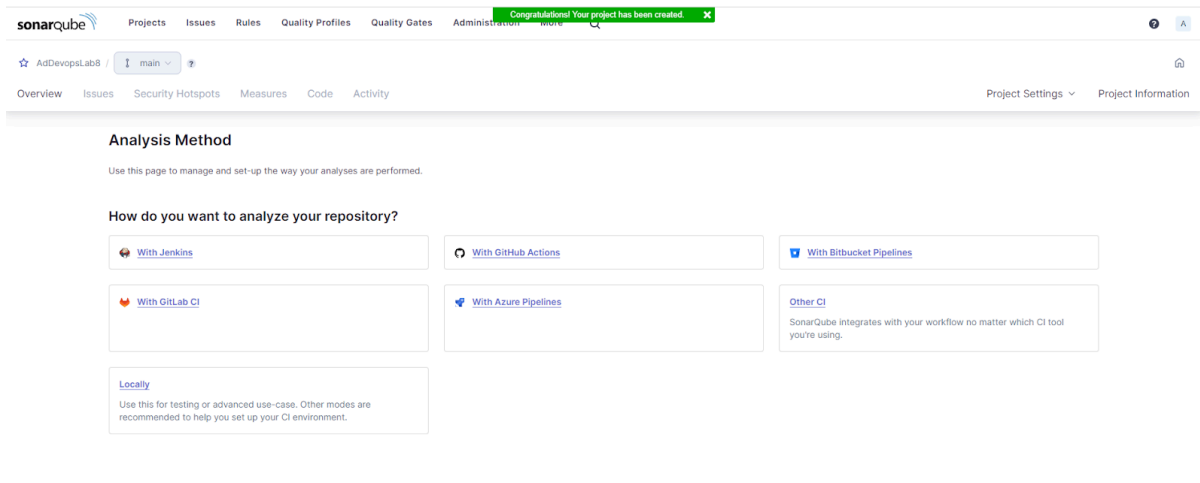 sonarqube Projects Issues Rules Quality Profiles Quality Gates Administration More Congratulations! Your project has been created. ? A
AdDevopsLab8 / main ?
Overview Issues Security Hotspots Measures Code Activity Project Settings Project Information
Analysis Method
Use this page to manage and set-up the way your analyses are performed.
How do you want to analyze your repository?
With Jenkins With GitHub Actions With Bitbucket Pipelines
With GitLab CI With Azure Pipelines Other CI
SonarQube integrates with your workflow no matter which CI tool
you're using.
Locally
Use this for testing or advanced use-case. Other modes are
recommended to help you set up your CI environment.